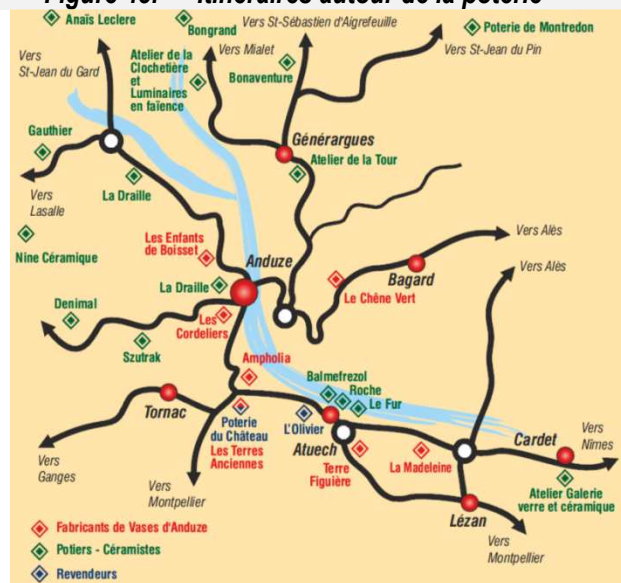 Itinéraires autour de la poterie
Anaïs Leclere
Bongrand
Vers St-Sébastien d'Aigrefeuille
Poterie de Montredon
Vers
St-Jean du Gard
Atelier de la
Clochetière
et
Luminaires
en faïence
Vers Mialet
Bonaventure
Vers St-Jean du Pin
Gauthier
Générargues
Atelier de la Tour
Vers
Lasalle
La Draille
Nine Céramique
Les Enfants
de Boisset
Anduze
Vers Alès
Bagard
Vers Alès
La Draille
Le Chêne Vert
Denimal
Les
Cordeliers
Szutrak
Ampholia
Balmefrezol
Roche
Le Fur
Tornac
Poterie
du Château
Les Terres
Anciennes
L'Olivier
Atuech
Terre
Figuière
La Madeleine
Cardet
Vers
Nîmes
Vers
Ganges
Vers
Montpellier
Lézan
Atelier Galerie
verre et céramique
Vers
Montpellier
Fabricants de Vases d'Anduze
Potiers - Céramistes
Revendeurs